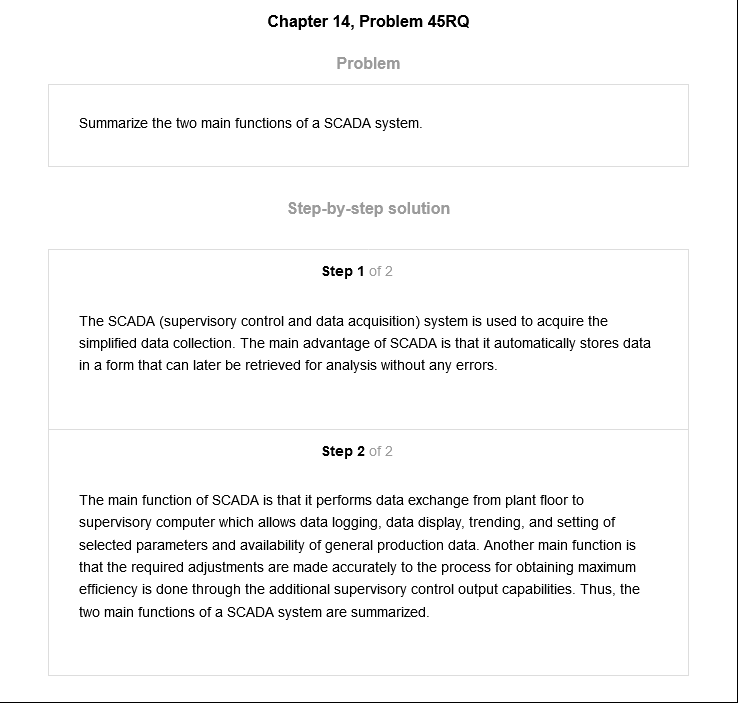 Chapter 14, Problem 45RQ
Problem
Summarize the two main functions of a SCADA system.
Step-by-step solution
Step 1 of 2
The SCADA (supervisory control and data acquisition) system is used to acquire the
simplified data collection. The main advantage of SCADA is that it automatically stores data
in a form that can later be retrieved for analysis without any errors.
Step 2 of 2
The main function of SCADA is that it performs data exchange from plant floor to
supervisory computer which allows data logging, data display, trending, and setting of
selected parameters and availability of general production data. Another main function is
that the required adjustments are made accurately to the process for obtaining maximum
efficiency is done through the additional supervisory control output capabilities. Thus, the
two main functions of a SCADA system are summarized.